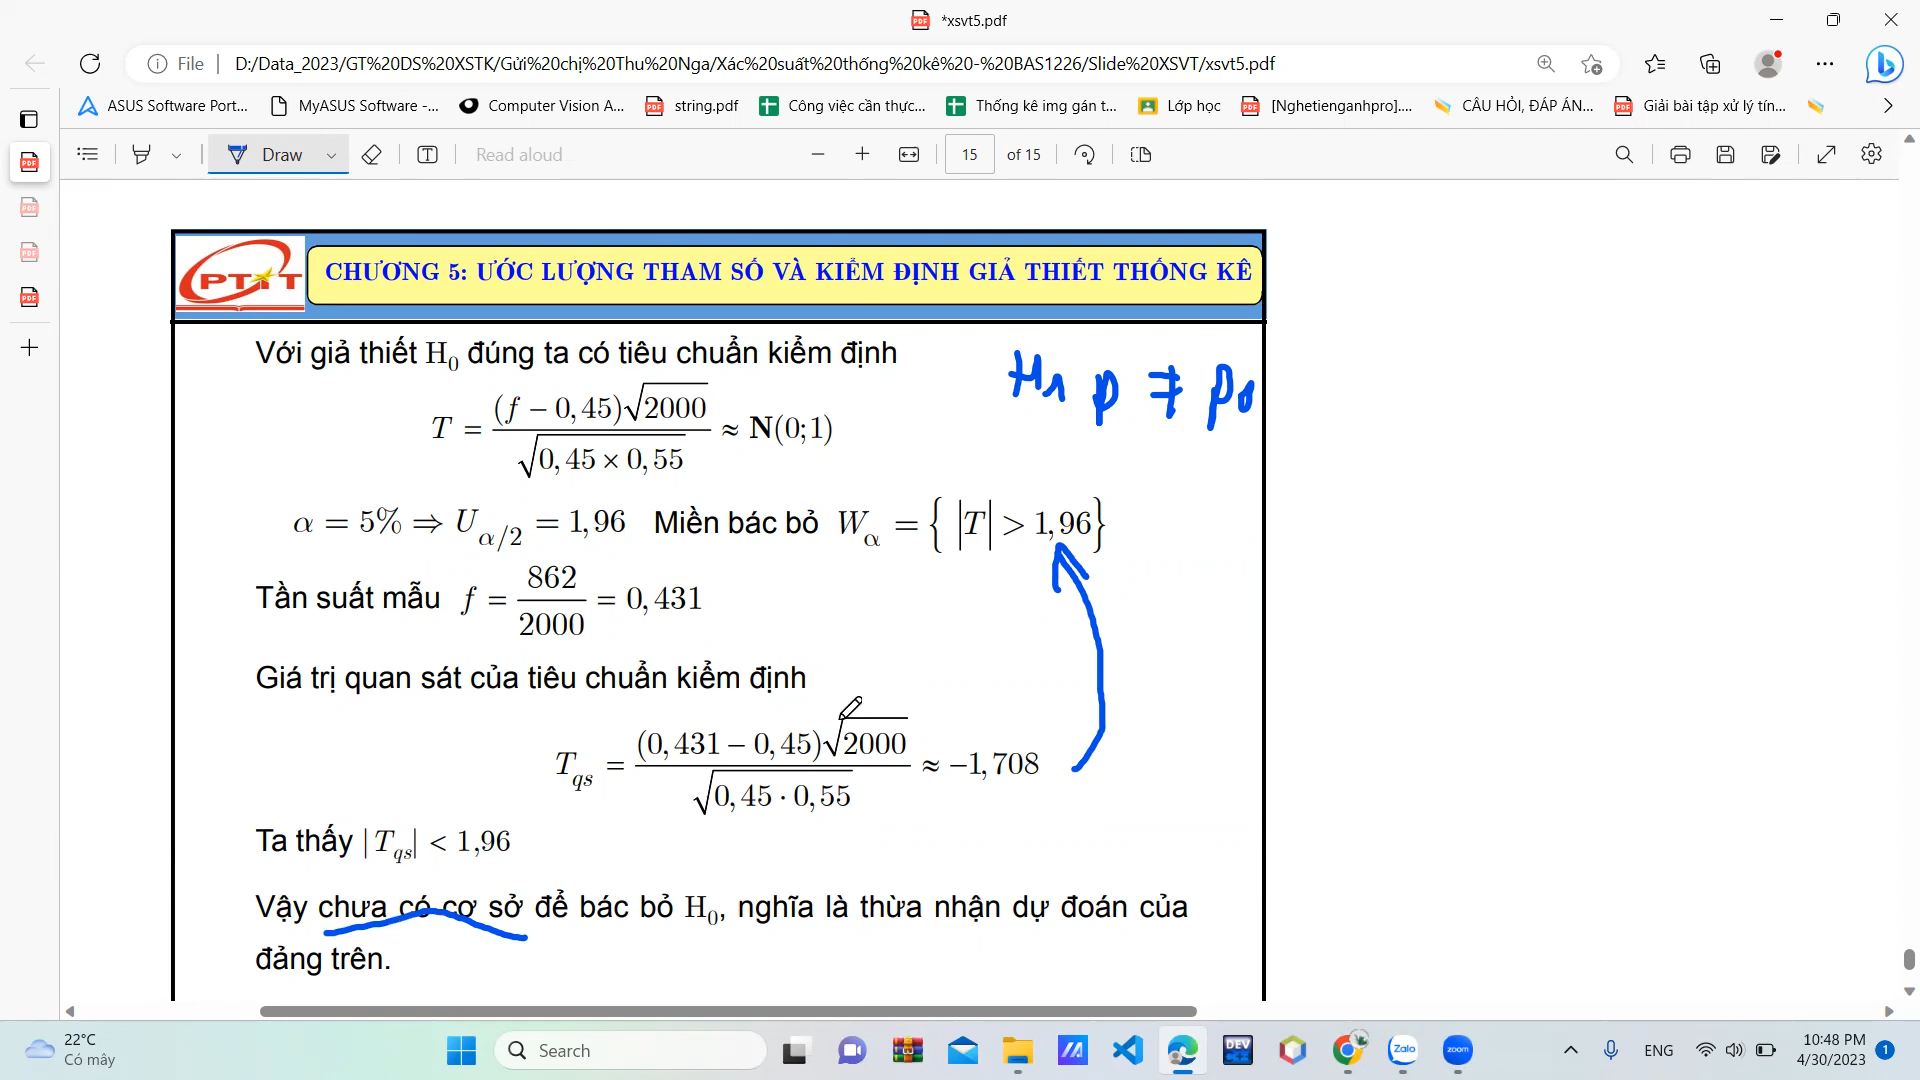 *xsvt5.pdf
File | D:/Data_2023/GT%20DS%20XSTK/Gửi%20chị%20Thu%20Nga/Xác%20suất%20thống%20kê%20-%20BAS1226/Slide%20XSVT/xsvt5.pdf
ASUS Software Port... MyASUS Software -... Computer Vision A... string.pdf Công việc cần thực... Thống kê img gán t... Lớp học [Nghetienganhpro].... CÂU HỎI, ĐÁP ÁN... Giải bài tập xử lý tín...
Draw Read aloud 15 of 15
PTIT
CHƯƠNG 5: ƯỚC LƯỢNG THAM SỐ VÀ KIỂM ĐỊNH GIẢ THIẾT THỐNG KÊ
Với giả thiết H₀ đúng ta có tiêu chuẩn kiểm định
H₁ p ≠ p₀
T = (f − 0,45)√2000 / √0,45 × 0,55 ≈ N(0;1)
α = 5% ⇒ U_α/2 = 1,96 Miền bác bỏ W_α = { |T| > 1,96}
Tần suất mẫu f = 862/2000 = 0,431
Giá trị quan sát của tiêu chuẩn kiểm định
T_qs = (0,431 − 0,45)√2000 / √0,45 · 0,55 ≈ −1,708
Ta thấy |T_qs| < 1,96
Vậy chưa có cơ sở để bác bỏ H₀, nghĩa là thừa nhận dự đoán của
đảng trên.
22°C
Có mây
Search
DEV
Zalo
zoom
ENG
10:48 PM
4/30/2023
1